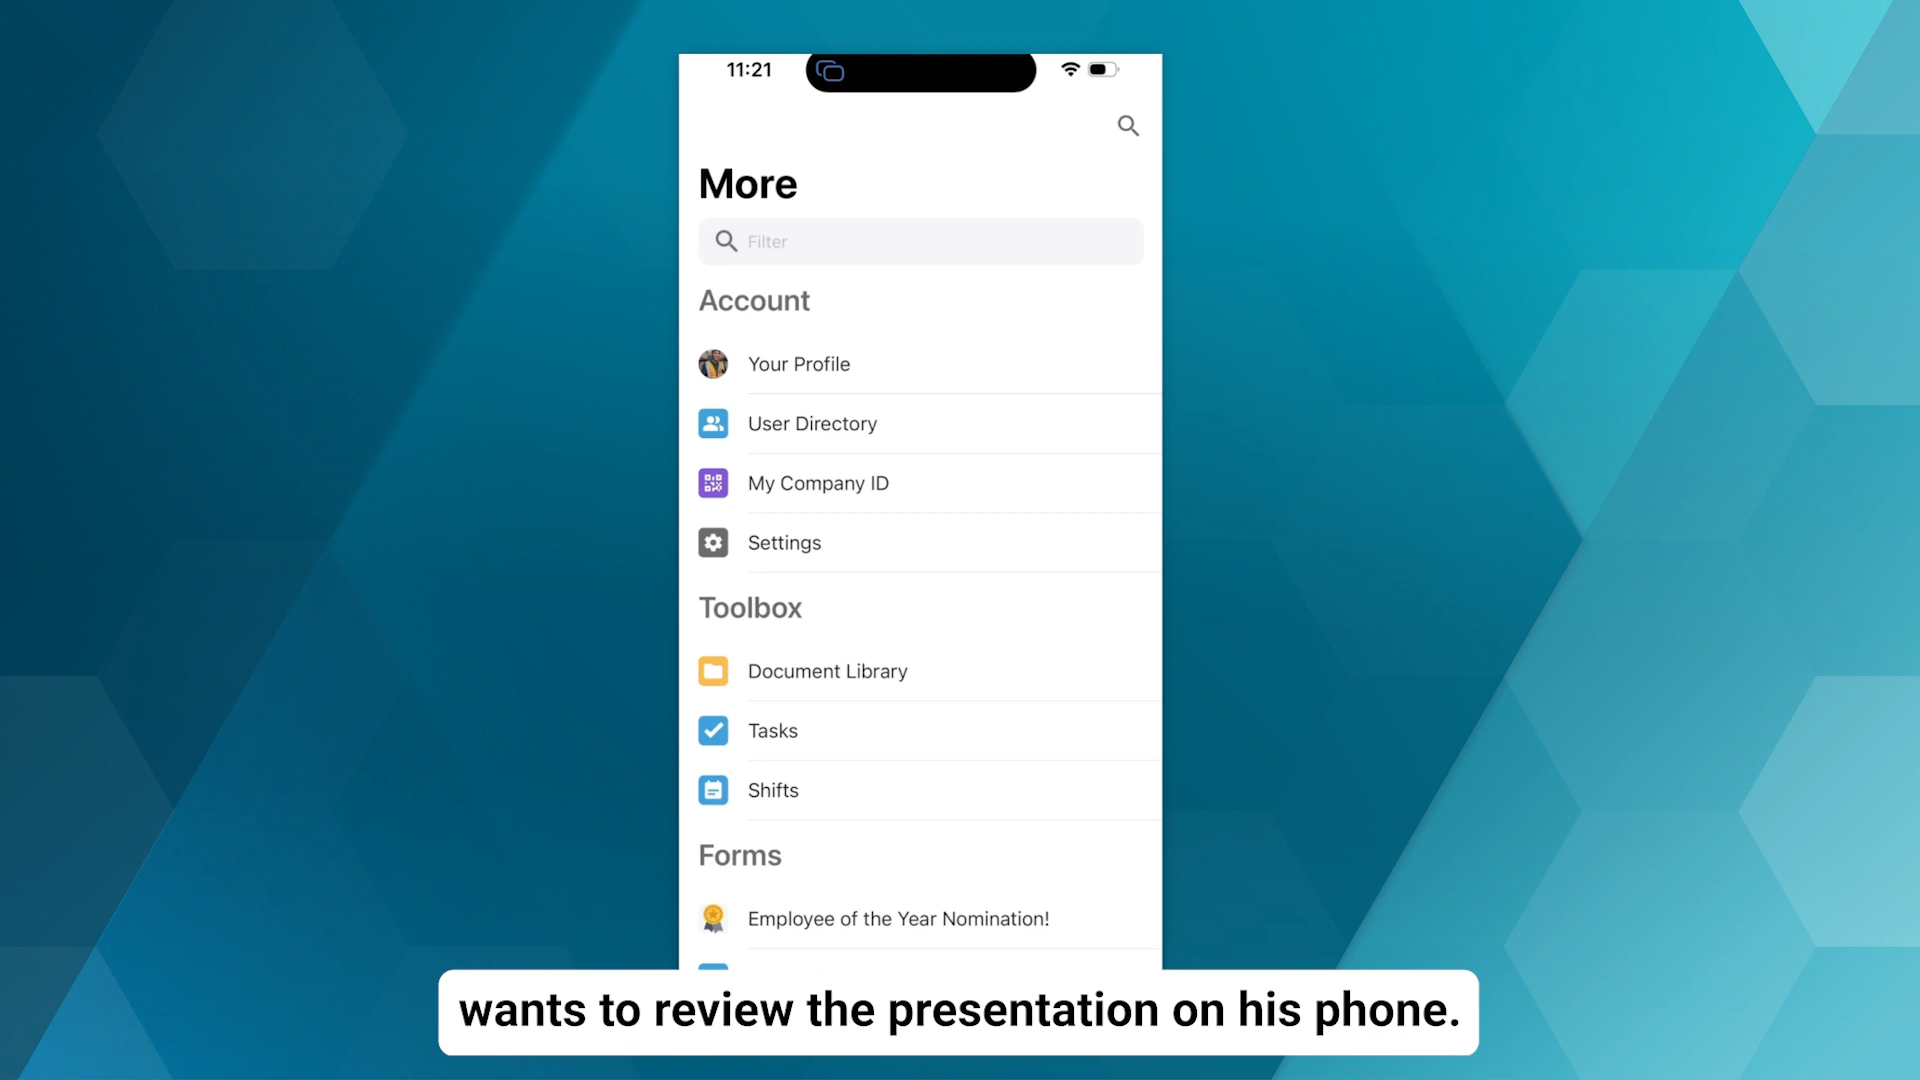 11:21
More
Filter
Account
Your Profile
User Directory
My Company ID
Settings
Toolbox
Document Library
Tasks
Shifts
Forms
Employee of the Year Nomination!
wants to review the presentation on his phone.